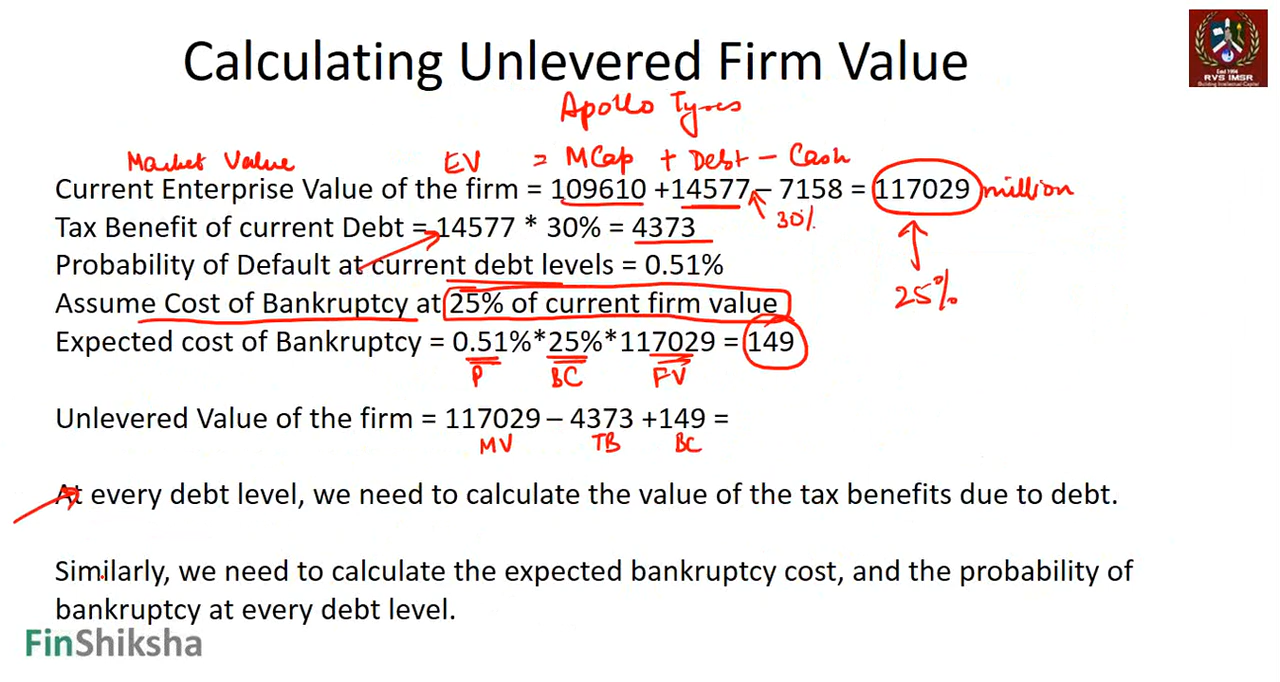 Calculating Unlevered Firm Value
RVS IMSR
Apollo Tyres
Market Value EV = MCap + Debt – Cash
Current Enterprise Value of the firm = 109610 +14577 – 7158 = 117029 million
30%
Tax Benefit of current Debt = 14577 * 30% = 4373
Probability of Default at current debt levels = 0.51%
25%
Assume Cost of Bankruptcy at 25% of current firm value
Expected cost of Bankruptcy = 0.51%*25%*117029 = 149
P BC FV
Unlevered Value of the firm = 117029 – 4373 +149 =
MV TB BC
At every debt level, we need to calculate the value of the tax benefits due to debt.
Similarly, we need to calculate the expected bankruptcy cost, and the probability of
bankruptcy at every debt level.
FinShiksha